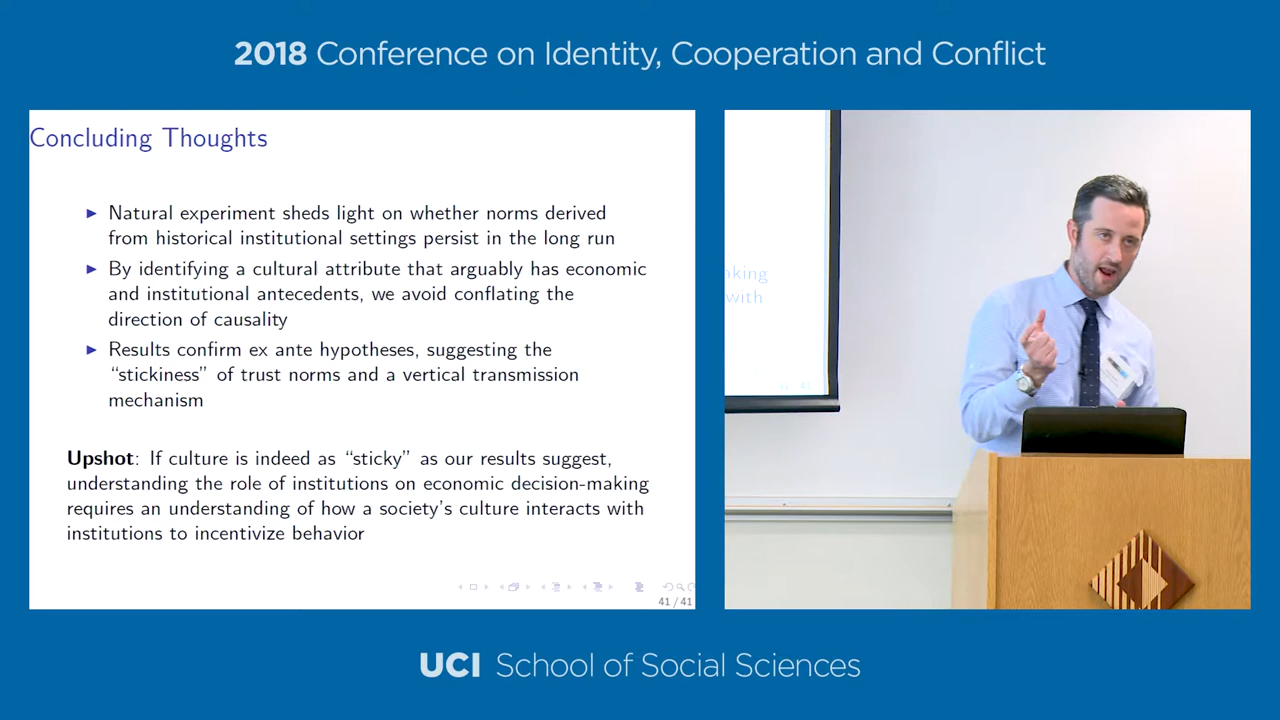 2018 Conference on Identity, Cooperation and Conflict
Concluding Thoughts
Natural experiment sheds light on whether norms derived
from historical institutional settings persist in the long run
By identifying a cultural attribute that arguably has economic
and institutional antecedents, we avoid conflating the
direction of causality
Results confirm ex ante hypotheses, suggesting the
“stickiness” of trust norms and a vertical transmission
mechanism
Upshot: If culture is indeed as “sticky” as our results suggest,
understanding the role of institutions on economic decision-making
requires an understanding of how a society’s culture interacts with
institutions to incentivize behavior
41 / 41
king
with
UCI School of Social Sciences